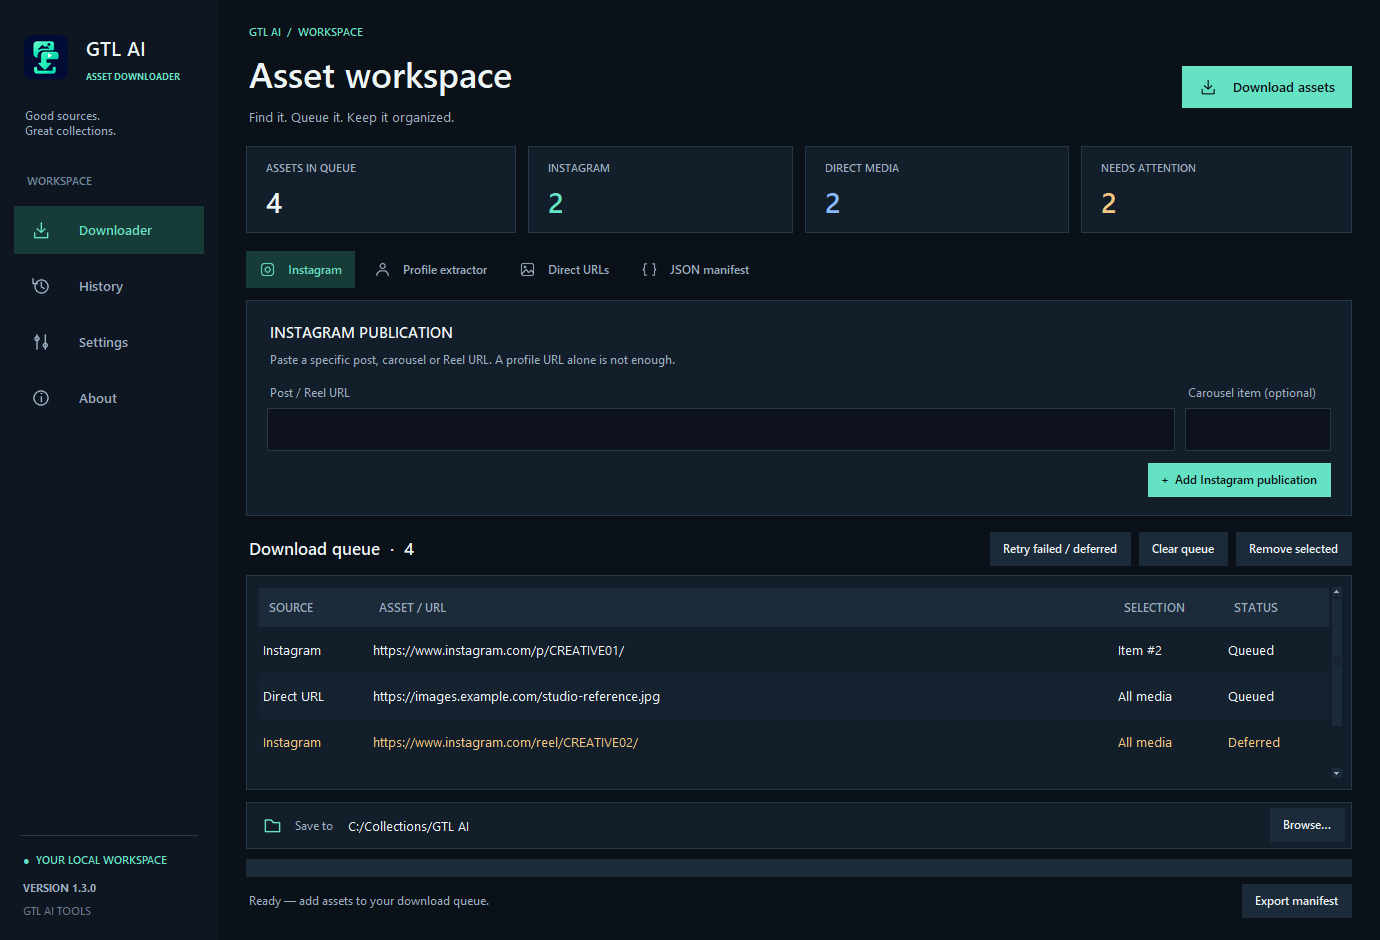 GTL AI
ASSET DOWNLOADER
Good sources.
Great collections.
WORKSPACE
Downloader
History
Settings
About
● YOUR LOCAL WORKSPACE
VERSION 1.3.0
GTL AI TOOLS
GTL AI / WORKSPACE
Asset workspace
Find it. Queue it. Keep it organized.
Download assets
ASSETS IN QUEUE
4
INSTAGRAM
2
DIRECT MEDIA
2
NEEDS ATTENTION
2
Instagram
Profile extractor
Direct URLs
{ } JSON manifest
INSTAGRAM PUBLICATION
Paste a specific post, carousel or Reel URL. A profile URL alone is not enough.
Post / Reel URL
Carousel item (optional)
+ Add Instagram publication
Download queue · 4
Retry failed / deferred
Clear queue
Remove selected
SOURCE ASSET / URL SELECTION STATUS
Instagram https://www.instagram.com/p/CREATIVE01/ Item #2 Queued
Direct URL https://images.example.com/studio-reference.jpg All media Queued
Instagram https://www.instagram.com/reel/CREATIVE02/ All media Deferred
Save to C:/Collections/GTL AI
Browse...
Ready — add assets to your download queue.
Export manifest